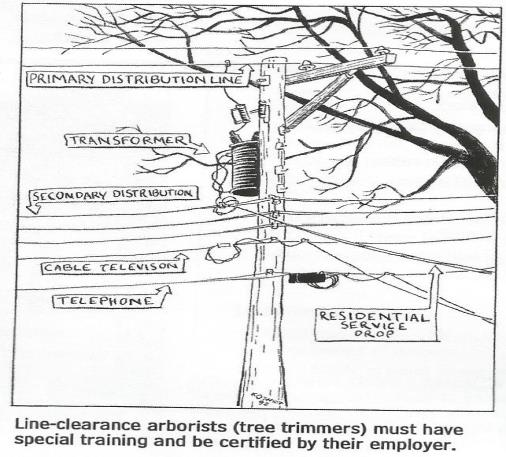 PRIMARY DISTRIBUTION LINE
TRANSFORMER
SECONDARY DISTRIBUTION
CABLE TELEVISON
TELEPHONE
RESIDENTIAL
SERVICE
DROP
Line-clearance arborists (tree trimmers) must have
special training and be certified by their employer.